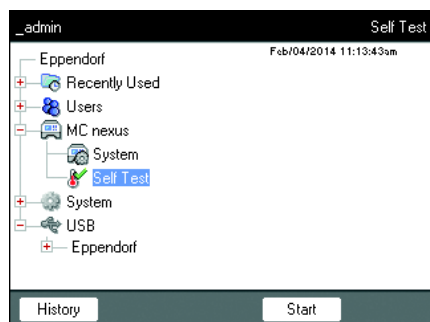 _admin Self Test
Feb/04/2014 11:13:43am
Eppendorf
Recently Used
Users
MC nexus
System
Self Test
System
USB
Eppendorf
History Start